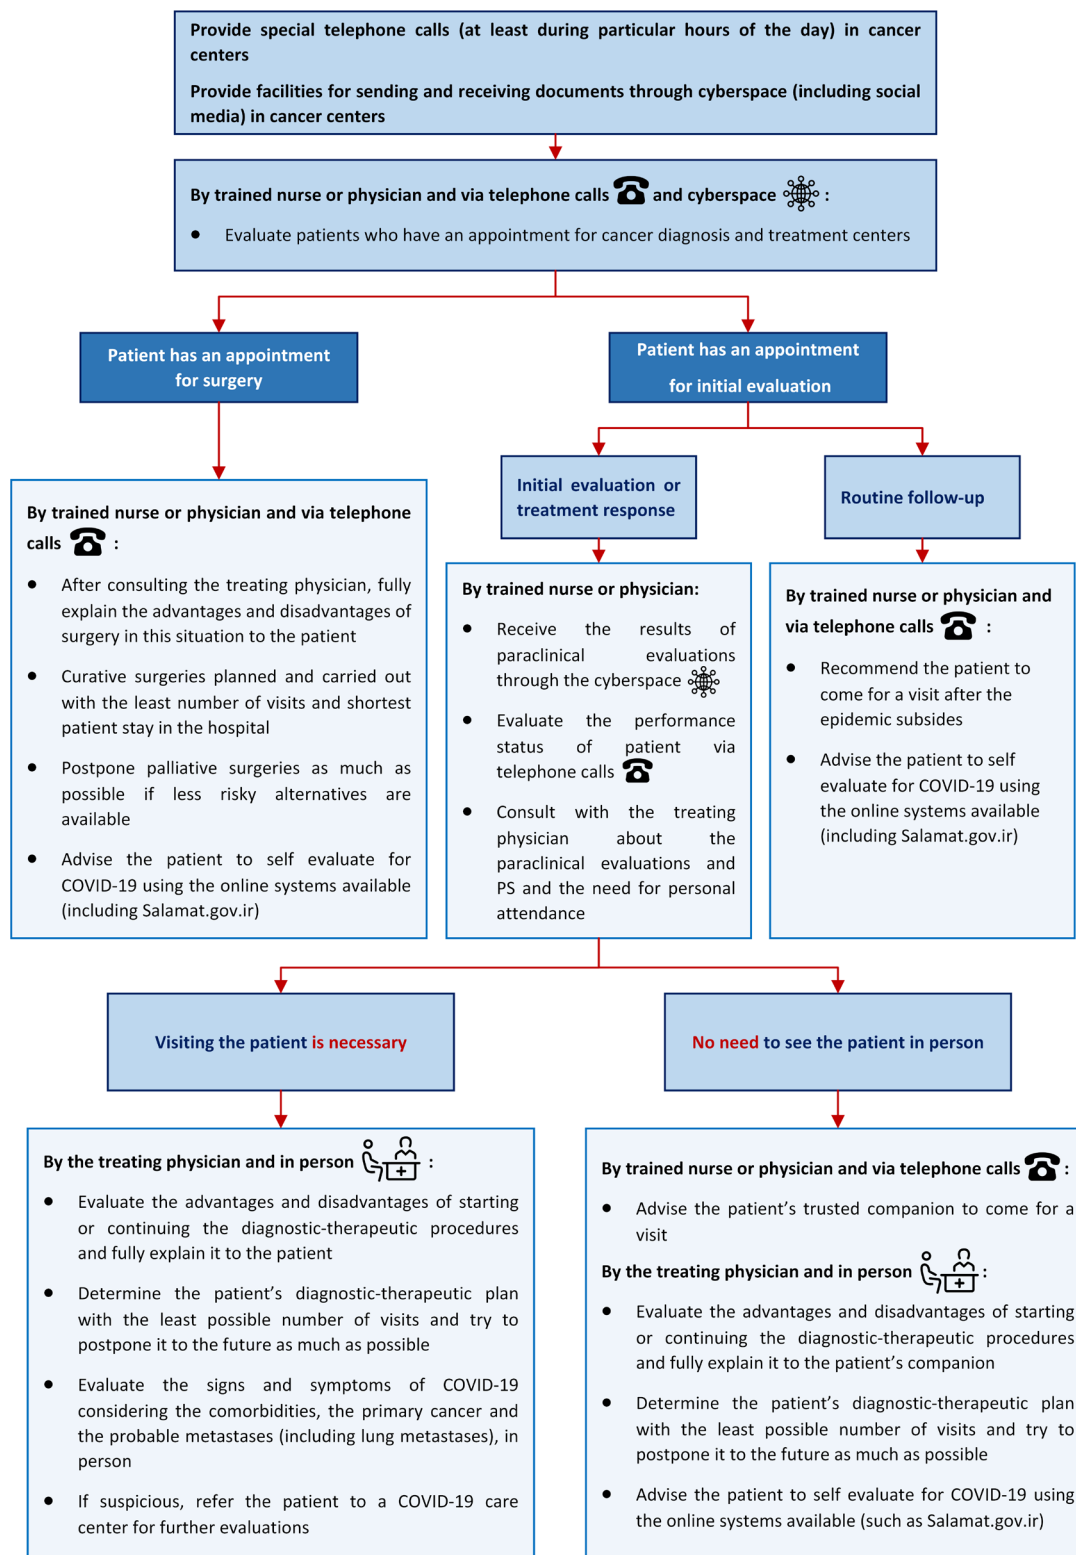 Provide special telephone calls (at least during particular hours of the day) in cancer
centers
Provide facilities for sending and receiving documents through cyberspace (including social
media) in cancer centers
By trained nurse or physician and via telephone calls and cyberspace :
• Evaluate patients who have an appointment for cancer diagnosis and treatment centers
Patient has an appointment
for surgery
Patient has an appointment
for initial evaluation
Initial evaluation or
treatment response
Routine follow-up
By trained nurse or physician and via telephone
calls :
• After consulting the treating physician, fully
explain the advantages and disadvantages of
surgery in this situation to the patient
• Curative surgeries planned and carried out
with the least number of visits and shortest
patient stay in the hospital
• Postpone palliative surgeries as much as
possible if less risky alternatives are
available
• Advise the patient to self evaluate for
COVID-19 using the online systems available
(including Salamat.gov.ir)
By trained nurse or physician:
• Receive the results of
paraclinical evaluations
through the cyberspace
• Evaluate the performance
status of patient via
telephone calls
• Consult with the treating
physician about the
paraclinical evaluations and
PS and the need for personal
attendance
By trained nurse or physician and
via telephone calls :
• Recommend the patient to
come for a visit after the
epidemic subsides
• Advise the patient to self
evaluate for COVID-19 using
the online systems available
(including Salamat.gov.ir)
Visiting the patient is necessary
No need to see the patient in person
By the treating physician and in person :
• Evaluate the advantages and disadvantages of starting
or continuing the diagnostic-therapeutic procedures
and fully explain it to the patient
• Determine the patient's diagnostic-therapeutic plan
with the least possible number of visits and try to
postpone it to the future as much as possible
• Evaluate the signs and symptoms of COVID-19
considering the comorbidities, the primary cancer and
the probable metastases (including lung metastases), in
person
• If suspicious, refer the patient to a COVID-19 care
center for further evaluations
By trained nurse or physician and via telephone calls :
• Advise the patient's trusted companion to come for a
visit
By the treating physician and in person :
• Evaluate the advantages and disadvantages of starting
or continuing the diagnostic-therapeutic procedures
and fully explain it to the patient's companion
• Determine the patient's diagnostic-therapeutic plan
with the least possible number of visits and try to
postpone it to the future as much as possible
• Advise the patient to self evaluate for COVID-19 using
the online systems available (such as Salamat.gov.ir)